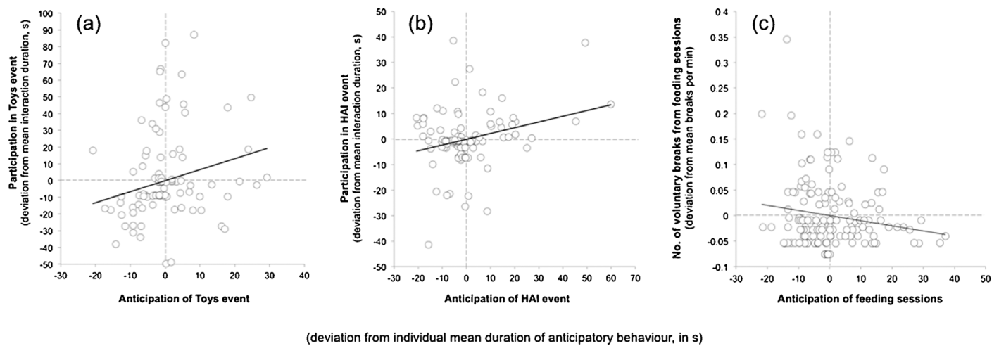 (a)
100
90
80
70
60
50
40
30
20
10
0
-10
-20
-30
-40
-50
-30 -20 -10 0 10 20 30 40
Participation in Toys event
(deviation from mean interaction duration, s)
Anticipation of Toys event
(b)
50
40
30
20
10
0
-10
-20
-30
-40
-50
-30 -20 -10 0 10 20 30 40 50 60 70
Participation in HAI event
(deviation from mean interaction duration, s)
Anticipation of HAI event
(c)
0.4
0.35
0.3
0.25
0.2
0.15
0.1
0.05
0
-0.05
-0.1
-30 -20 -10 0 10 20 30 40 50
No. of voluntary breaks from feeding sessions
(deviation from mean breaks per min)
Anticipation of feeding sessions
(deviation from individual mean duration of anticipatory behaviour, in s)